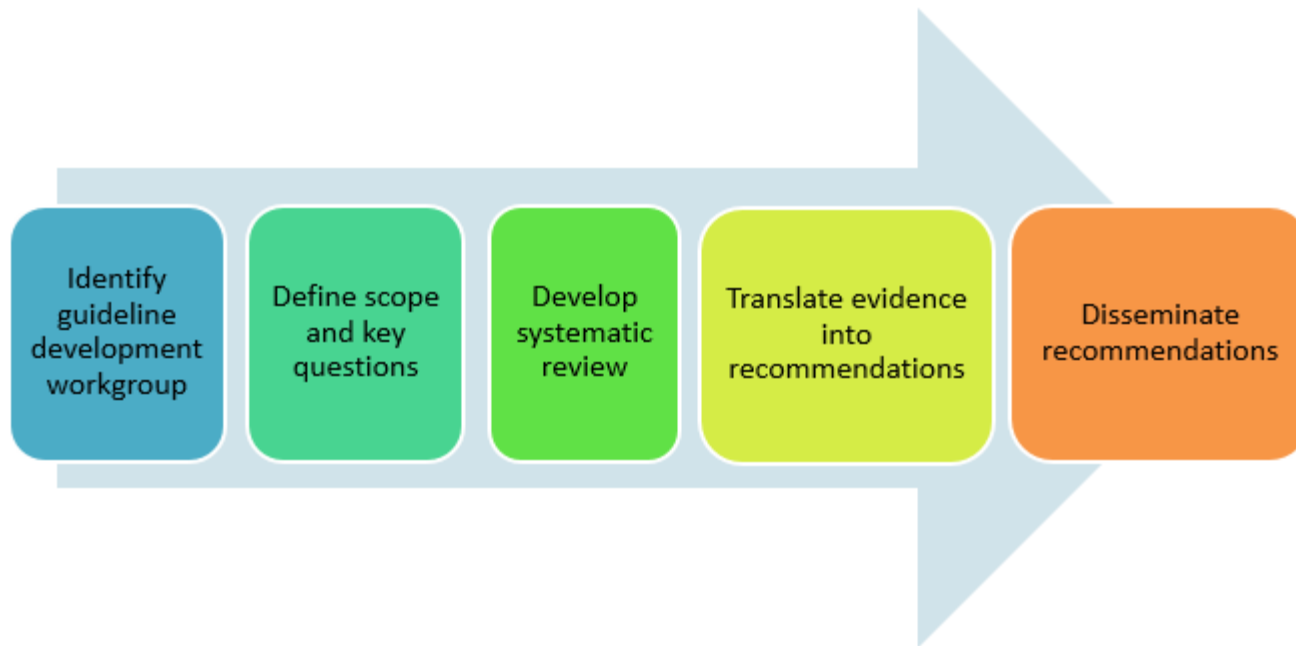 Identify
guideline
development
workgroup
Define scope
and key
questions
Develop
systematic
review
Translate evidence
into
recommendations
Disseminate
recommendations